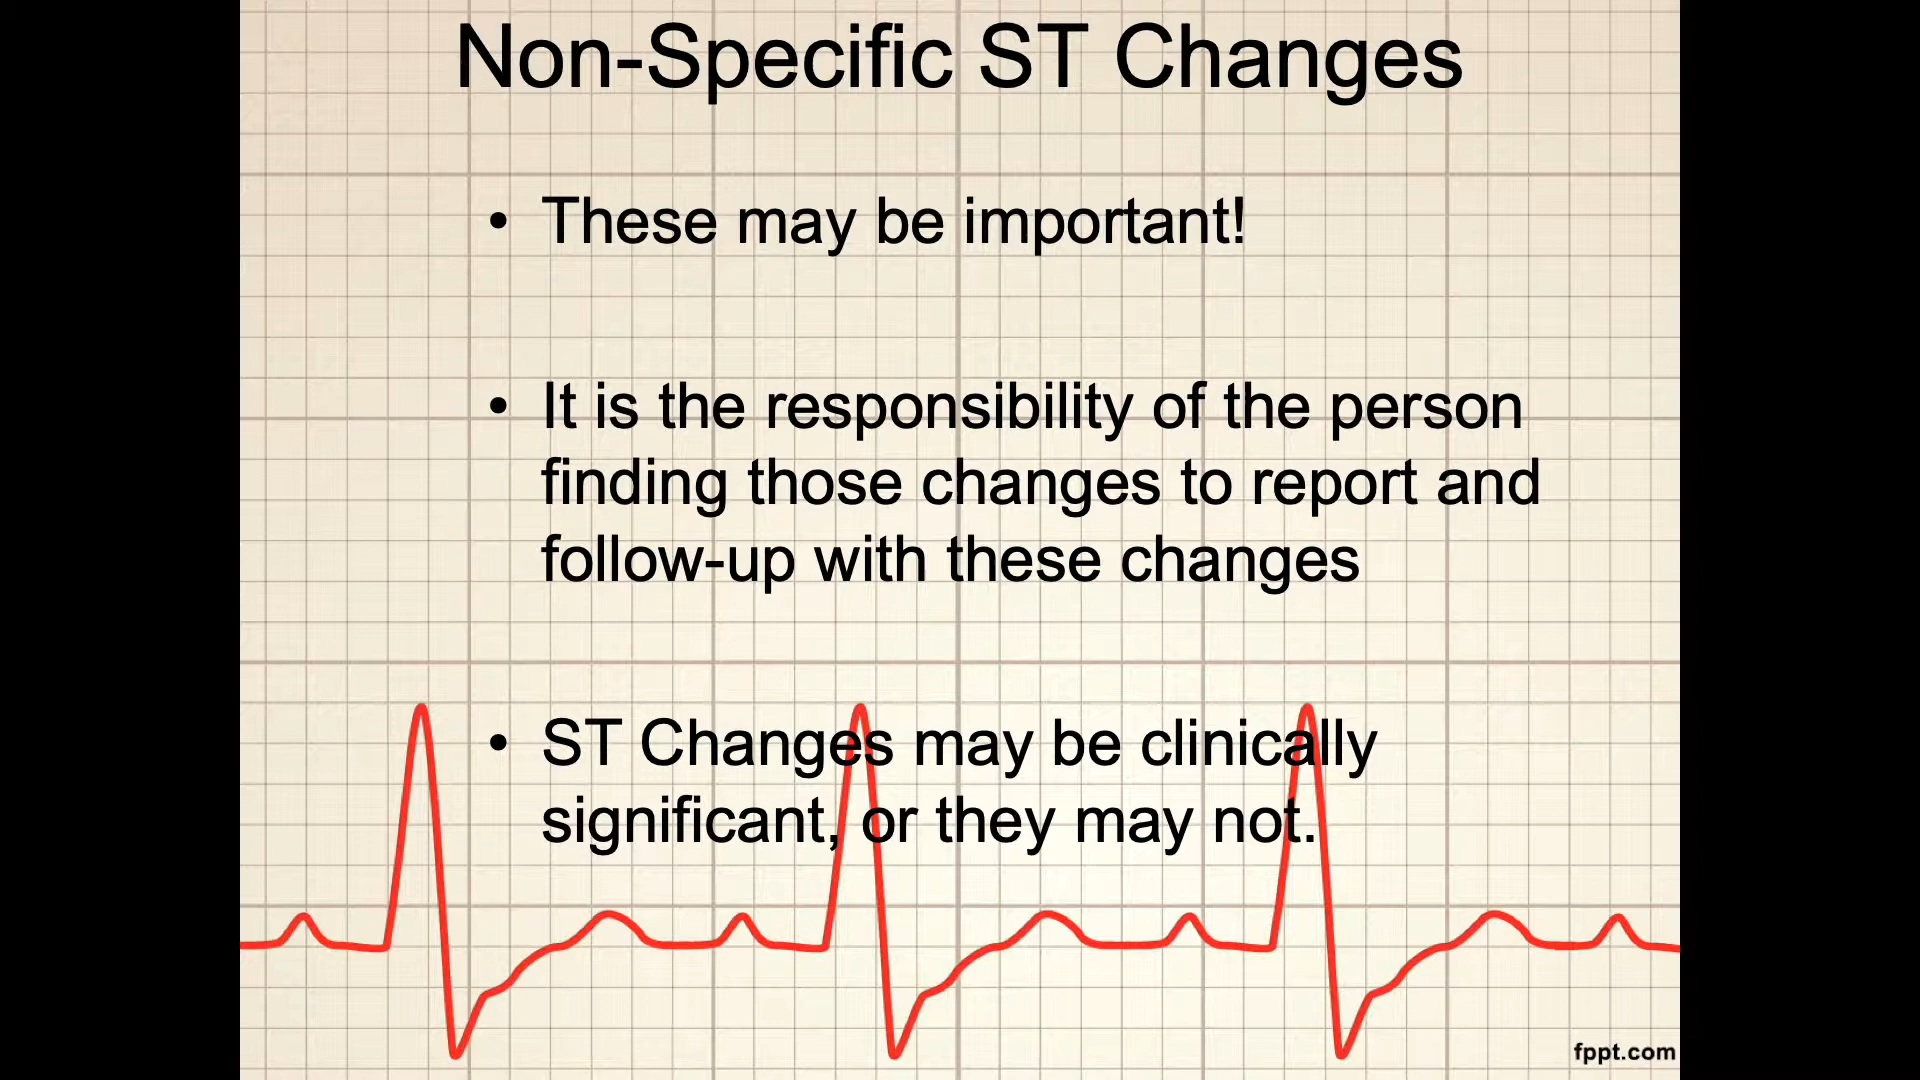 Non-Specific ST Changes
• These may be important!
• It is the responsibility of the person
finding those changes to report and
follow-up with these changes
• ST Changes may be clinically
significant, or they may not.
fppt.com